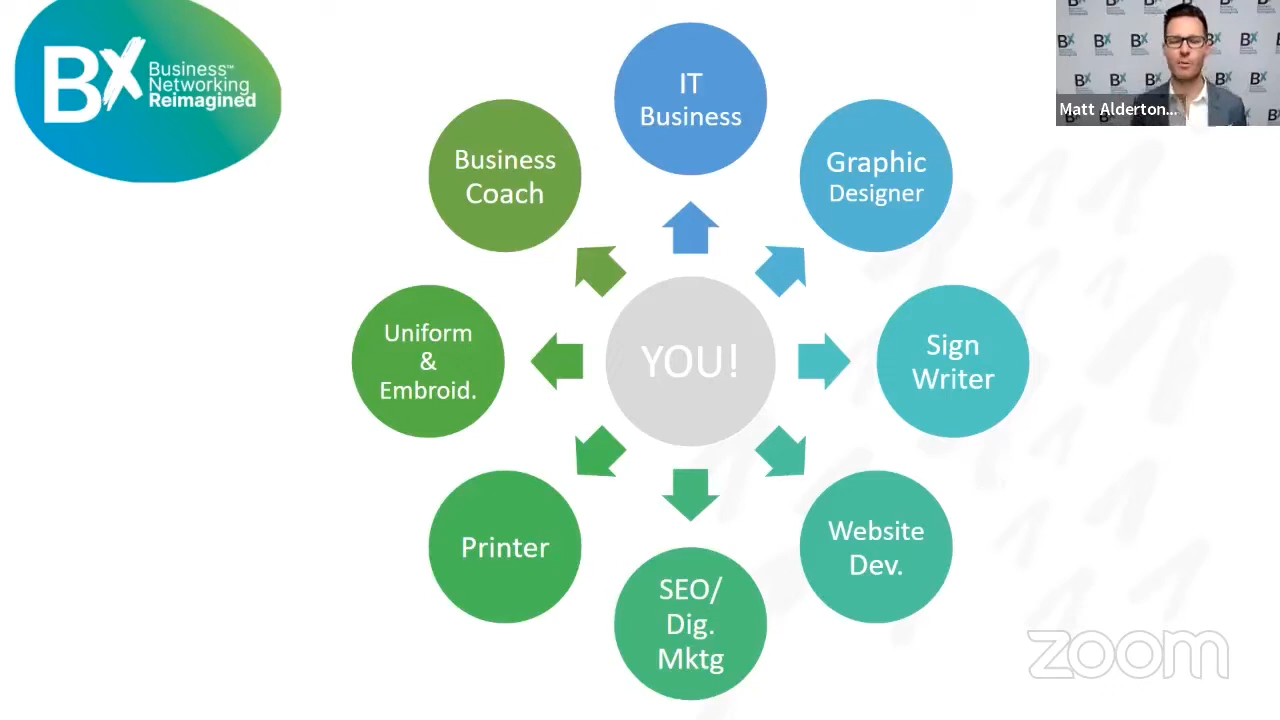 BX Business™
Networking
Reimagined
IT
Business
Matt Alderton...
Business
Coach
Graphic
Designer
Uniform
&
Embroid.
YOU!
Sign
Writer
Printer
Website
Dev.
SEO/
Dig.
Mktg
zoom